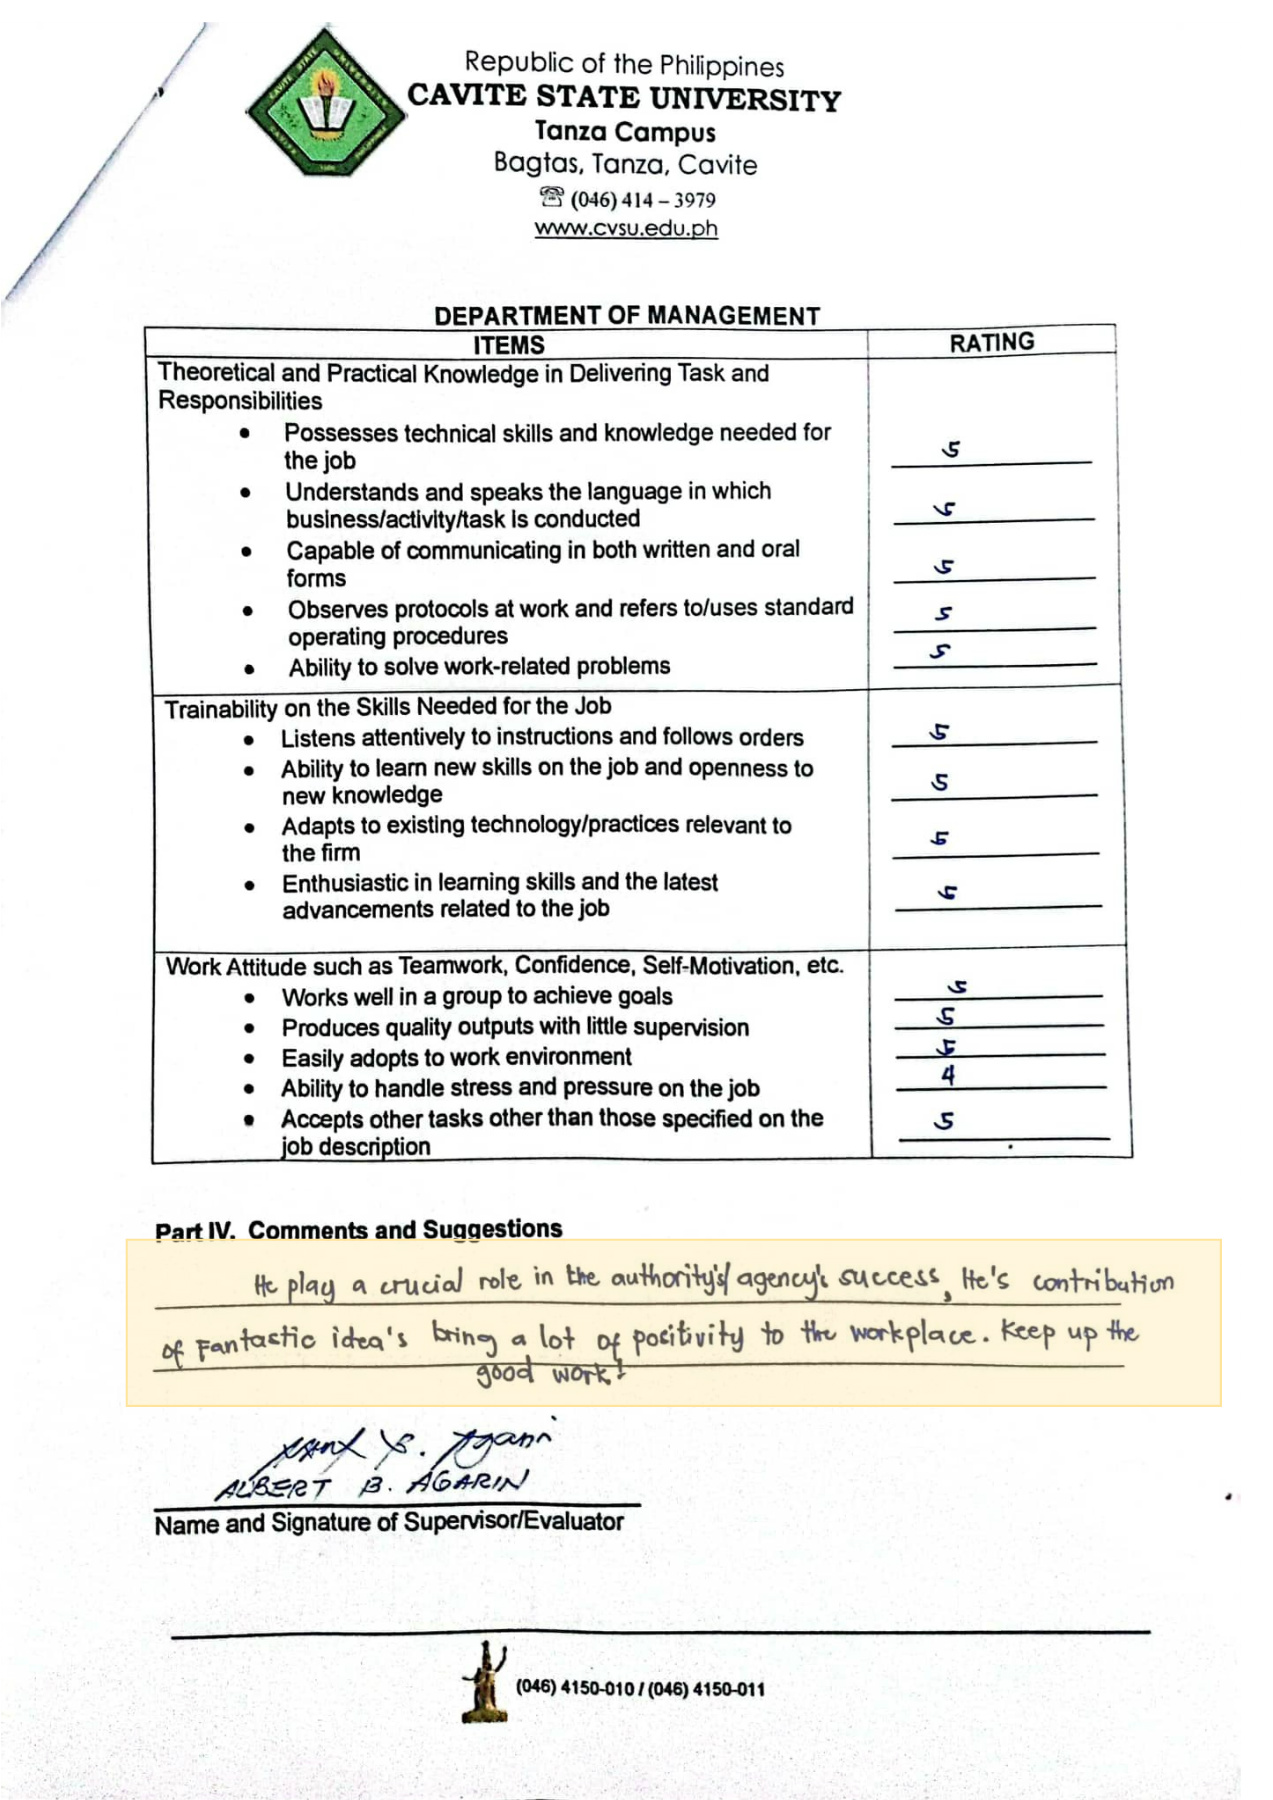 Republic of the Philippines
CAVITE STATE UNIVERSITY
Tanza Campus
Bagtas, Tanza, Cavite
☏ (046) 414 – 3979
www.cvsu.edu.ph
DEPARTMENT OF MANAGEMENT
ITEMS RATING
Theoretical and Practical Knowledge in Delivering Task and
Responsibilities
• Possesses technical skills and knowledge needed for
the job 5
• Understands and speaks the language in which
business/activity/task is conducted 5
• Capable of communicating in both written and oral
forms 5
• Observes protocols at work and refers to/uses standard
operating procedures 5
• Ability to solve work-related problems 5
Trainability on the Skills Needed for the Job
• Listens attentively to instructions and follows orders 5
• Ability to learn new skills on the job and openness to
new knowledge 5
• Adapts to existing technology/practices relevant to
the firm 5
• Enthusiastic in learning skills and the latest
advancements related to the job 5
Work Attitude such as Teamwork, Confidence, Self-Motivation, etc.
• Works well in a group to achieve goals 5
• Produces quality outputs with little supervision 5
• Easily adopts to work environment 5
• Ability to handle stress and pressure on the job 4
• Accepts other tasks other than those specified on the
job description 5
Part IV. Comments and Suggestions
He play a crucial role in the authority's/agency's success, He's contribution
of Fantastic idea's bring a lot of positivity to the workplace. Keep up the
good work!
ALBERT B. AGARIN
Name and Signature of Supervisor/Evaluator
(046) 4150-010 / (046) 4150-011